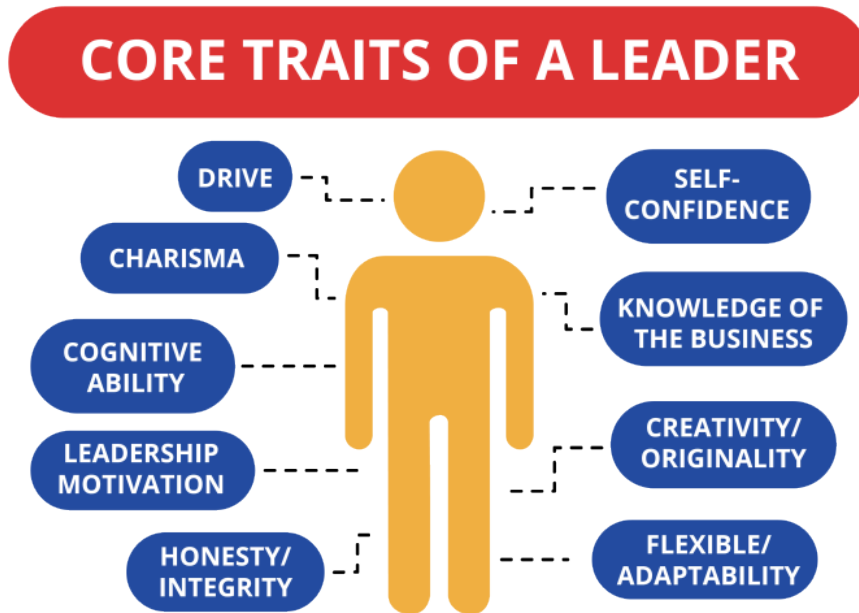 CORE TRAITS OF A LEADER
DRIVE
CHARISMA
COGNITIVE
ABILITY
LEADERSHIP
MOTIVATION
HONESTY/
INTEGRITY
SELF-
CONFIDENCE
KNOWLEDGE OF
THE BUSINESS
CREATIVITY/
ORIGINALITY
FLEXIBLE/
ADAPTABILITY